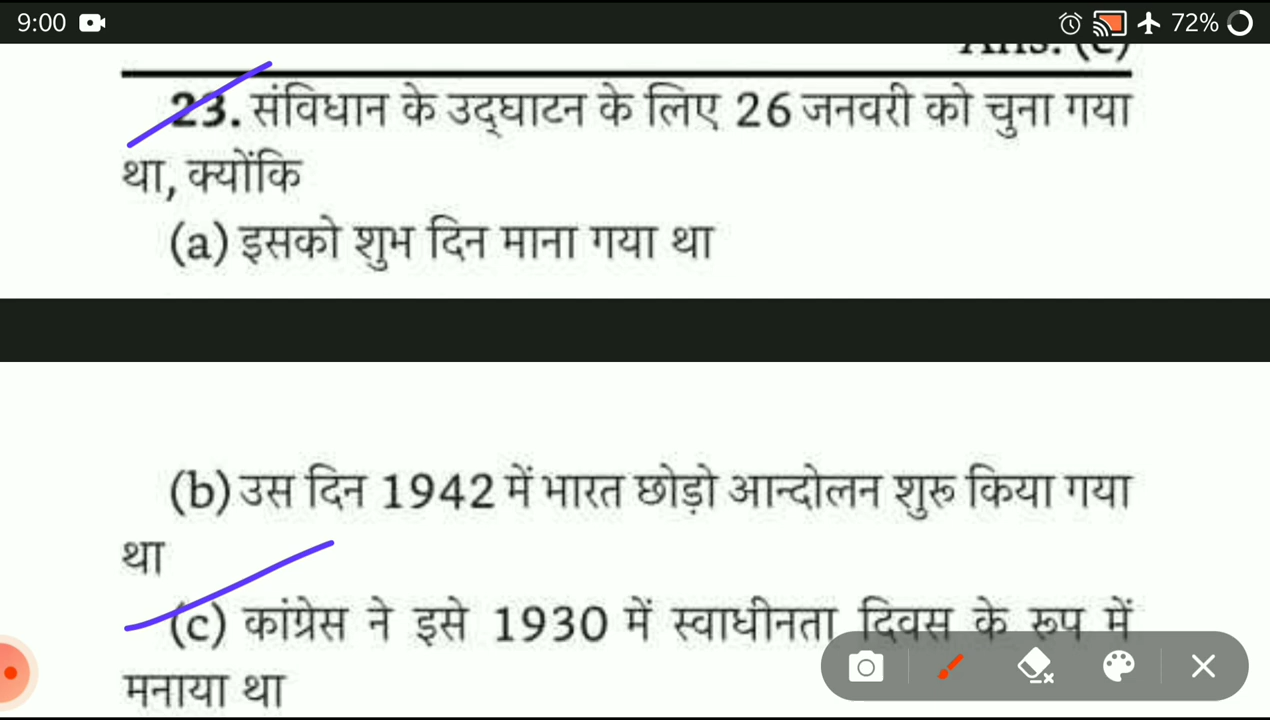 9:00 72%
Ans. (c)
23. संविधान के उद्घाटन के लिए 26 जनवरी को चुना गया
था, क्योंकि
(a) इसको शुभ दिन माना गया था
(b) उस दिन 1942 में भारत छोड़ो आन्दोलन शुरू किया गया
था
(c) कांग्रेस ने इसे 1930 में स्वाधीनता दिवस के रूप में
मनाया था